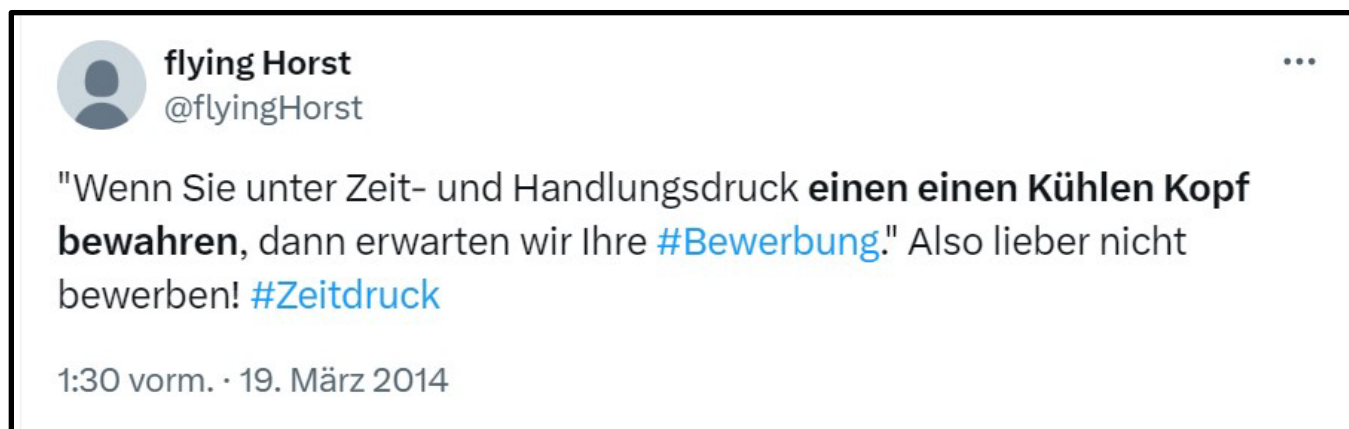 flying Horst
@flyingHorst
"Wenn Sie unter Zeit- und Handlungsdruck einen einen Kühlen Kopf
bewahren, dann erwarten wir Ihre #Bewerbung." Also lieber nicht
bewerben! #Zeitdruck
1:30 vorm. · 19. März 2014